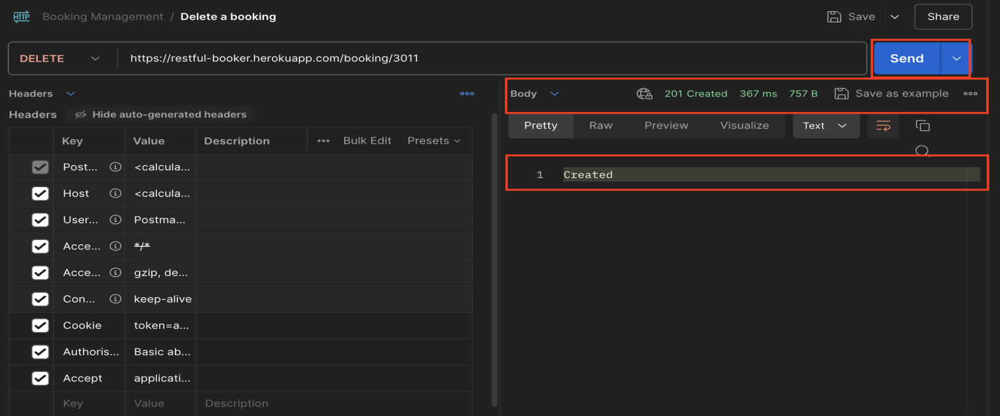 HTTP Booking Management / Delete a booking Save Share
DELETE https://restful-booker.herokuapp.com/booking/3011 Send
Headers
Headers Hide auto-generated headers
Key Value Description Bulk Edit Presets
Post... <calcula...
Host <calcula...
User... Postma...
Acce... */*
Acce... gzip, de...
Con... keep-alive
Cookie token=a...
Authoris... Basic ab...
Accept applicati...
Key Value Description
Body 201 Created 367 ms 757 B Save as example
Pretty Raw Preview Visualize Text
1 Created